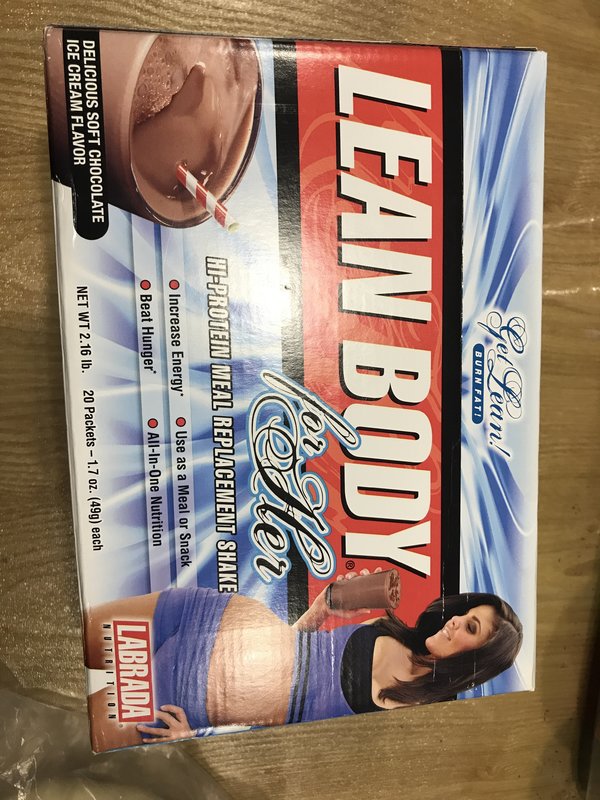 Get Lean!
BURN FAT!
LEAN BODY®
for Her
HI-PROTEIN MEAL REPLACEMENT SHAKE
Increase Energy*
Use as a Meal or Snack
Beat Hunger*
All-In-One Nutrition
DELICIOUS SOFT CHOCOLATE
ICE CREAM FLAVOR
NET WT 2.16 lb. 20 Packets – 1.7 oz. (49g) each
LABRADA®
NUTRITION